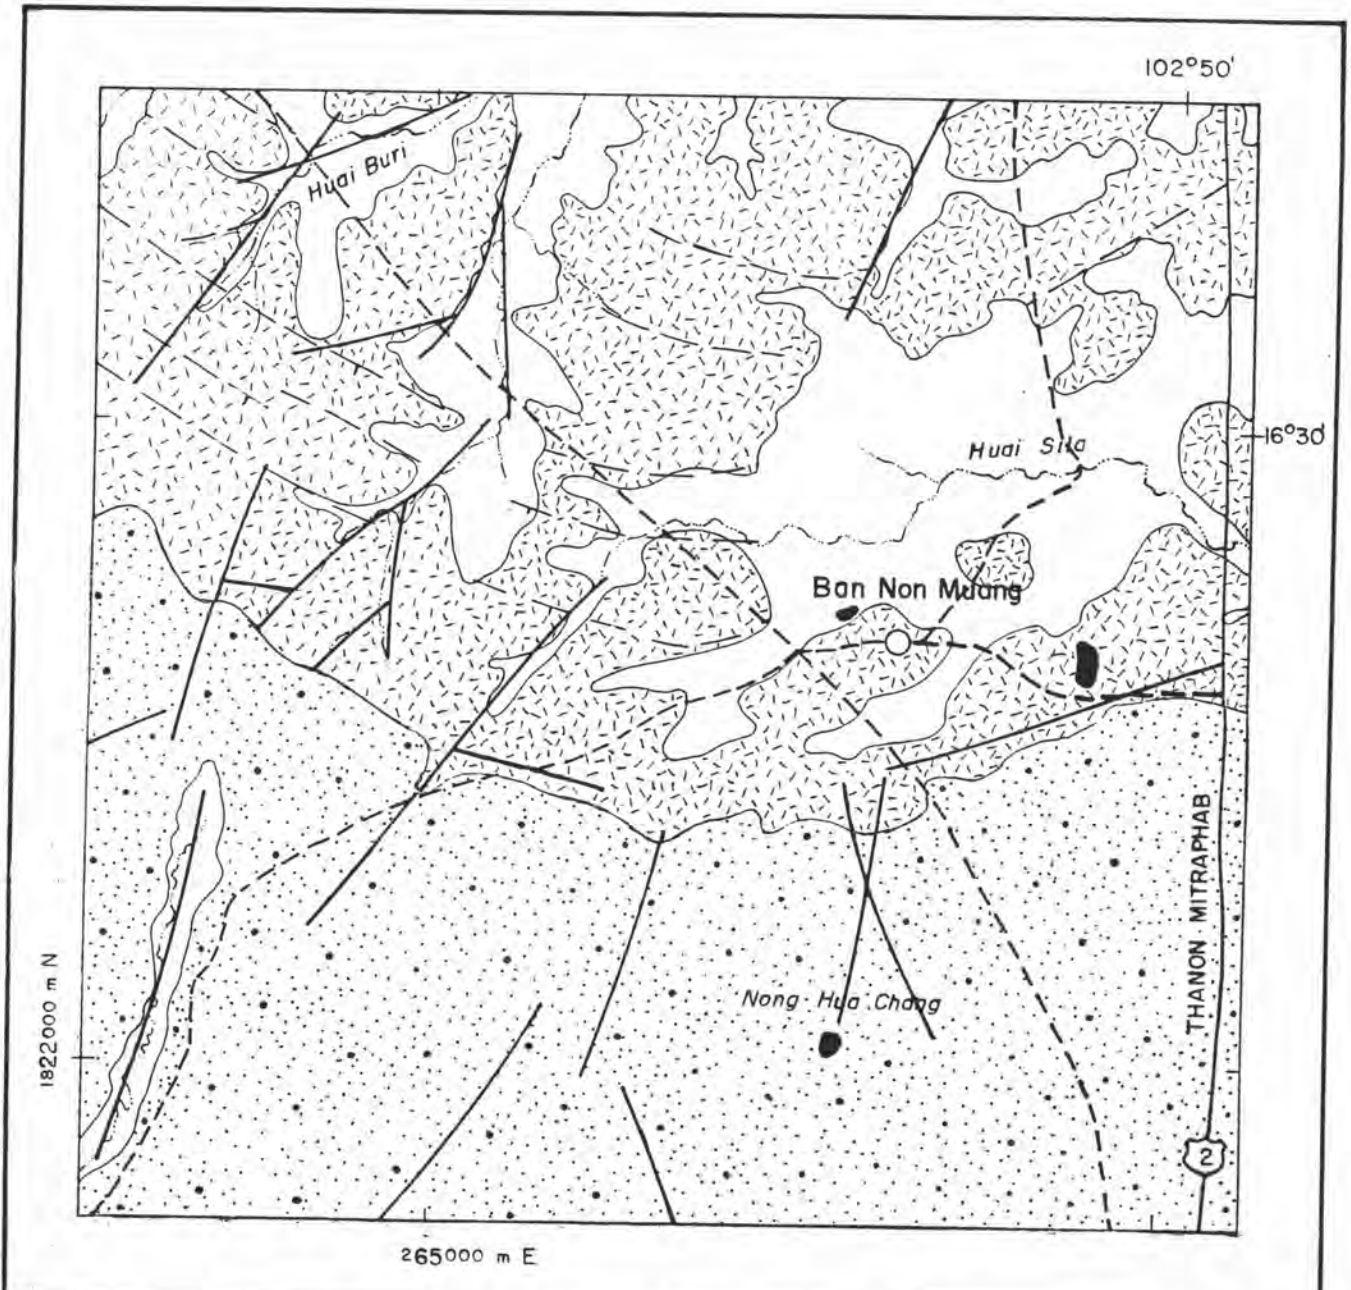 102°50'
Huai Buri
16°30'
Huai Sila
Ban Non Muang
THANON MITRAPHAB
Nong Hua Chang
1822000 m N
2
265000 m E